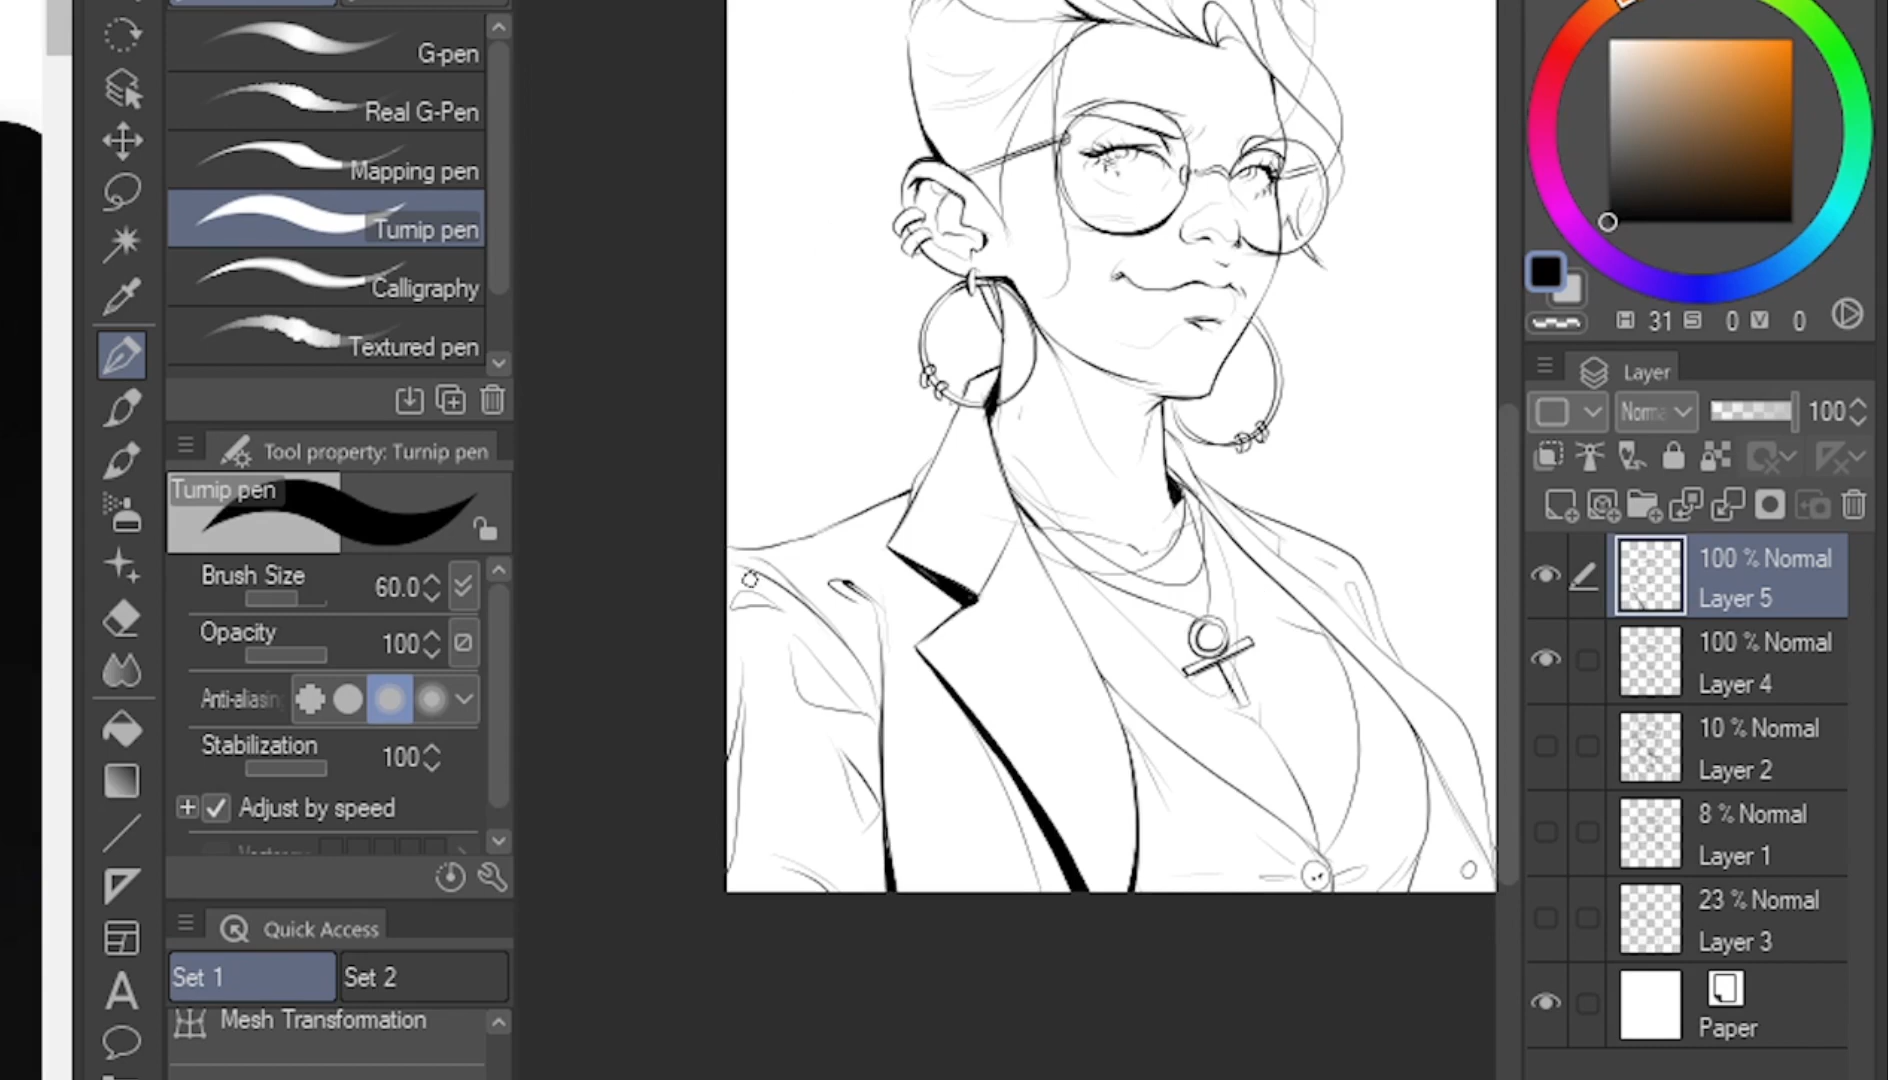 G-pen
Real G-Pen
Mapping pen
Turnip pen
Calligraphy
Textured pen
Tool property: Turnip pen
Turnip pen
Brush Size 60.0
Opacity 100
Anti-aliasin
Stabilization 100
Adjust by speed
Quick Access
Set 1 Set 2
Mesh Transformation
H 31 S 0 V 0
Layer
Norma 100
100 % Normal
Layer 5
100 % Normal
Layer 4
10 % Normal
Layer 2
8 % Normal
Layer 1
23 % Normal
Layer 3
Paper